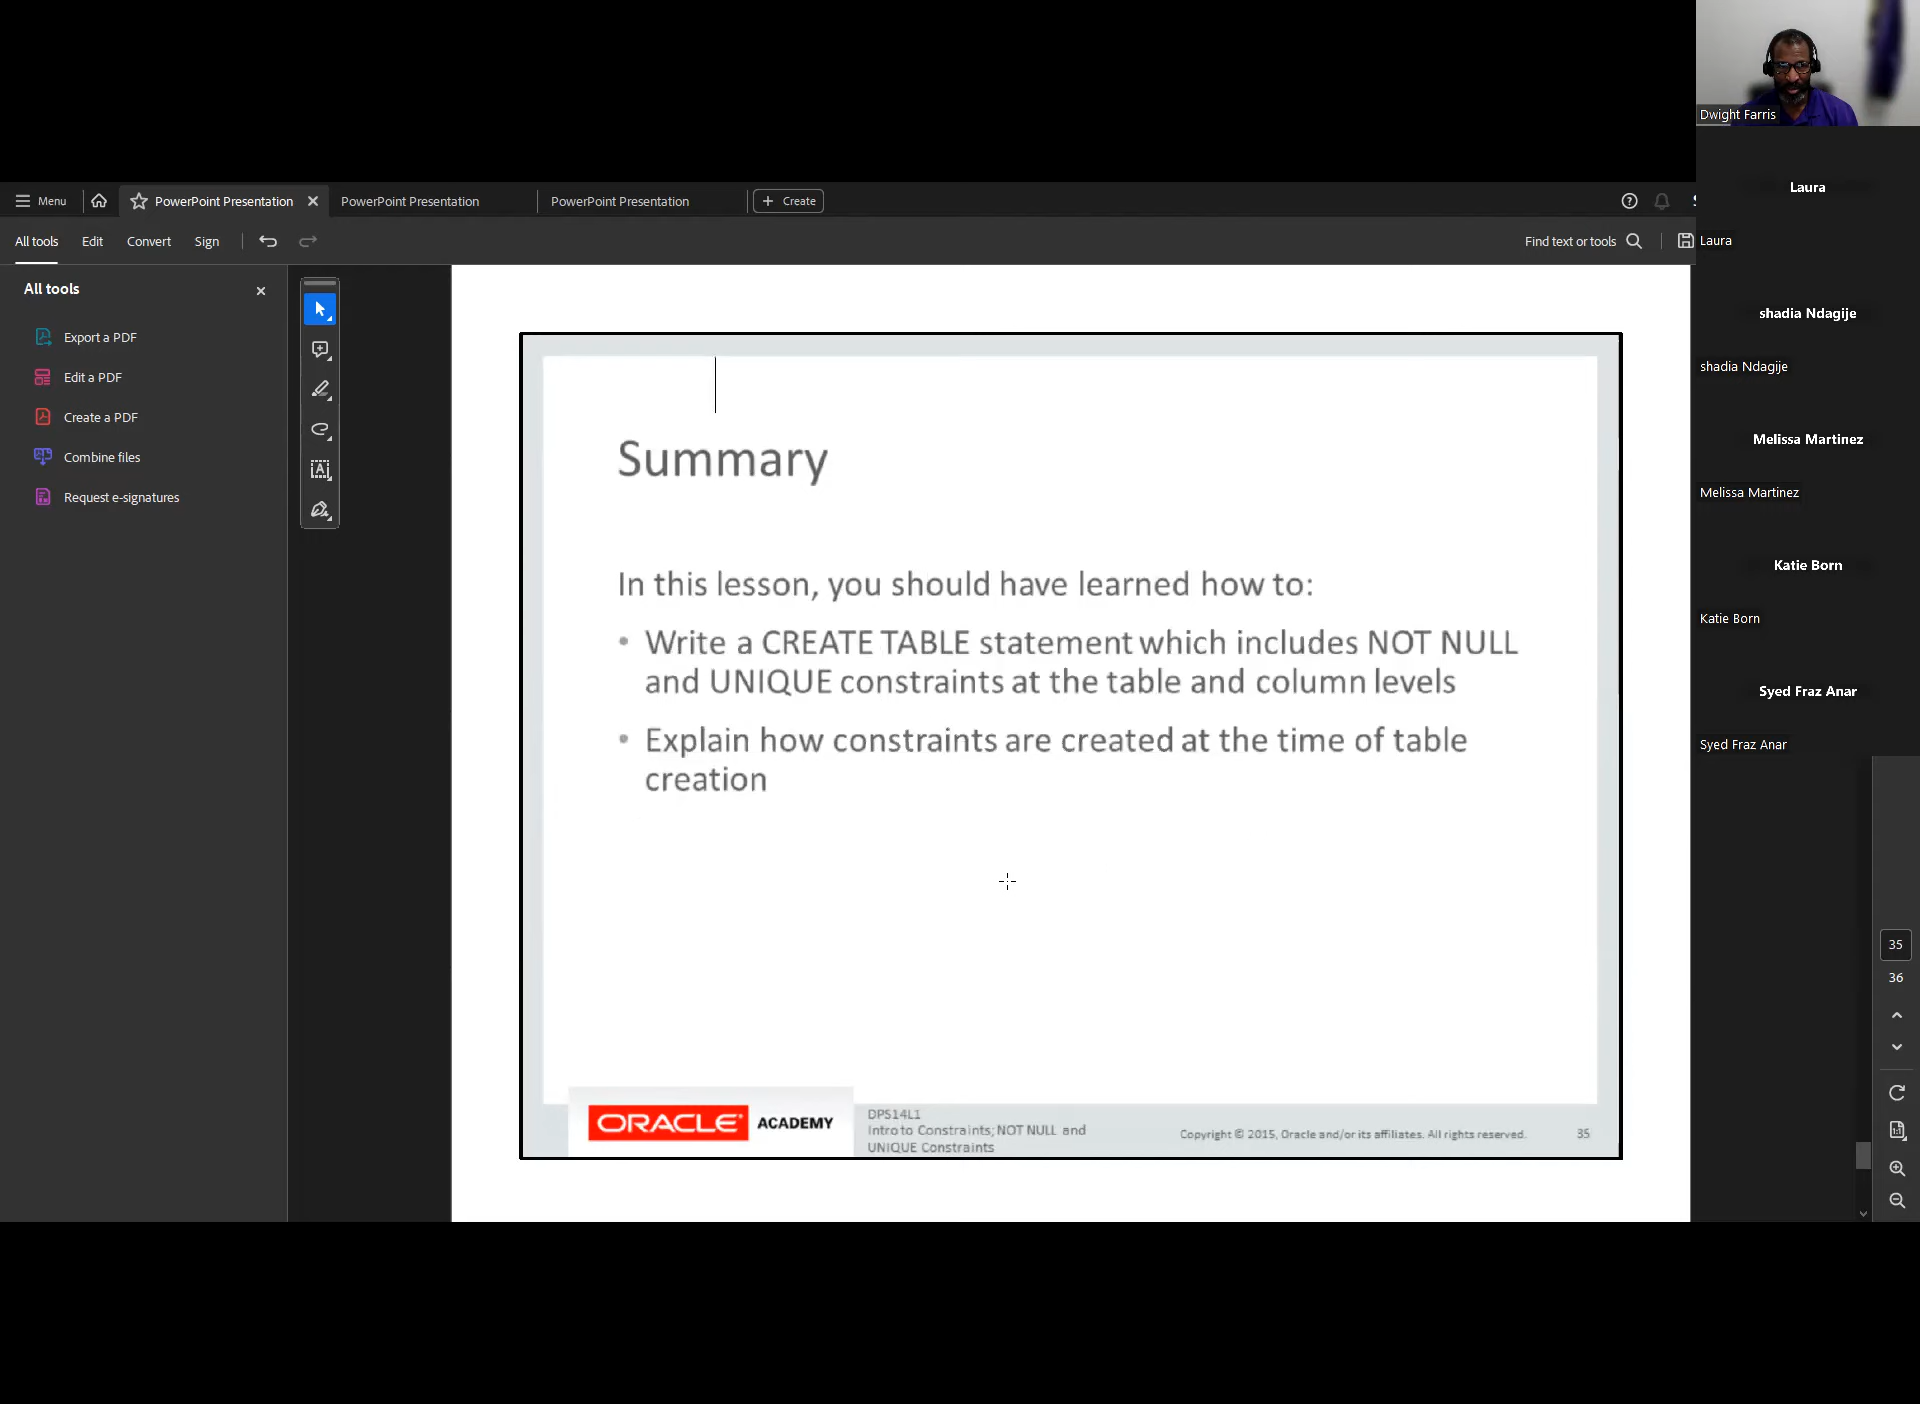 Dwight Farris
Laura
Laura
shadia Ndagije
shadia Ndagije
Melissa Martinez
Melissa Martinez
Katie Born
Katie Born
Syed Fraz Anar
Syed Fraz Anar
Menu
PowerPoint Presentation
PowerPoint Presentation
PowerPoint Presentation
Create
All tools
Edit
Convert
Sign
Find text or tools
All tools
Export a PDF
Edit a PDF
Create a PDF
Combine files
Request e-signatures
Summary
In this lesson, you should have learned how to:
• Write a CREATE TABLE statement which includes NOT NULL
and UNIQUE constraints at the table and column levels
• Explain how constraints are created at the time of table
creation
ORACLE ACADEMY
DPS14L1
Intro to Constraints; NOT NULL and
UNIQUE Constraints
Copyright © 2015, Oracle and/or its affiliates. All rights reserved.
35
35
36